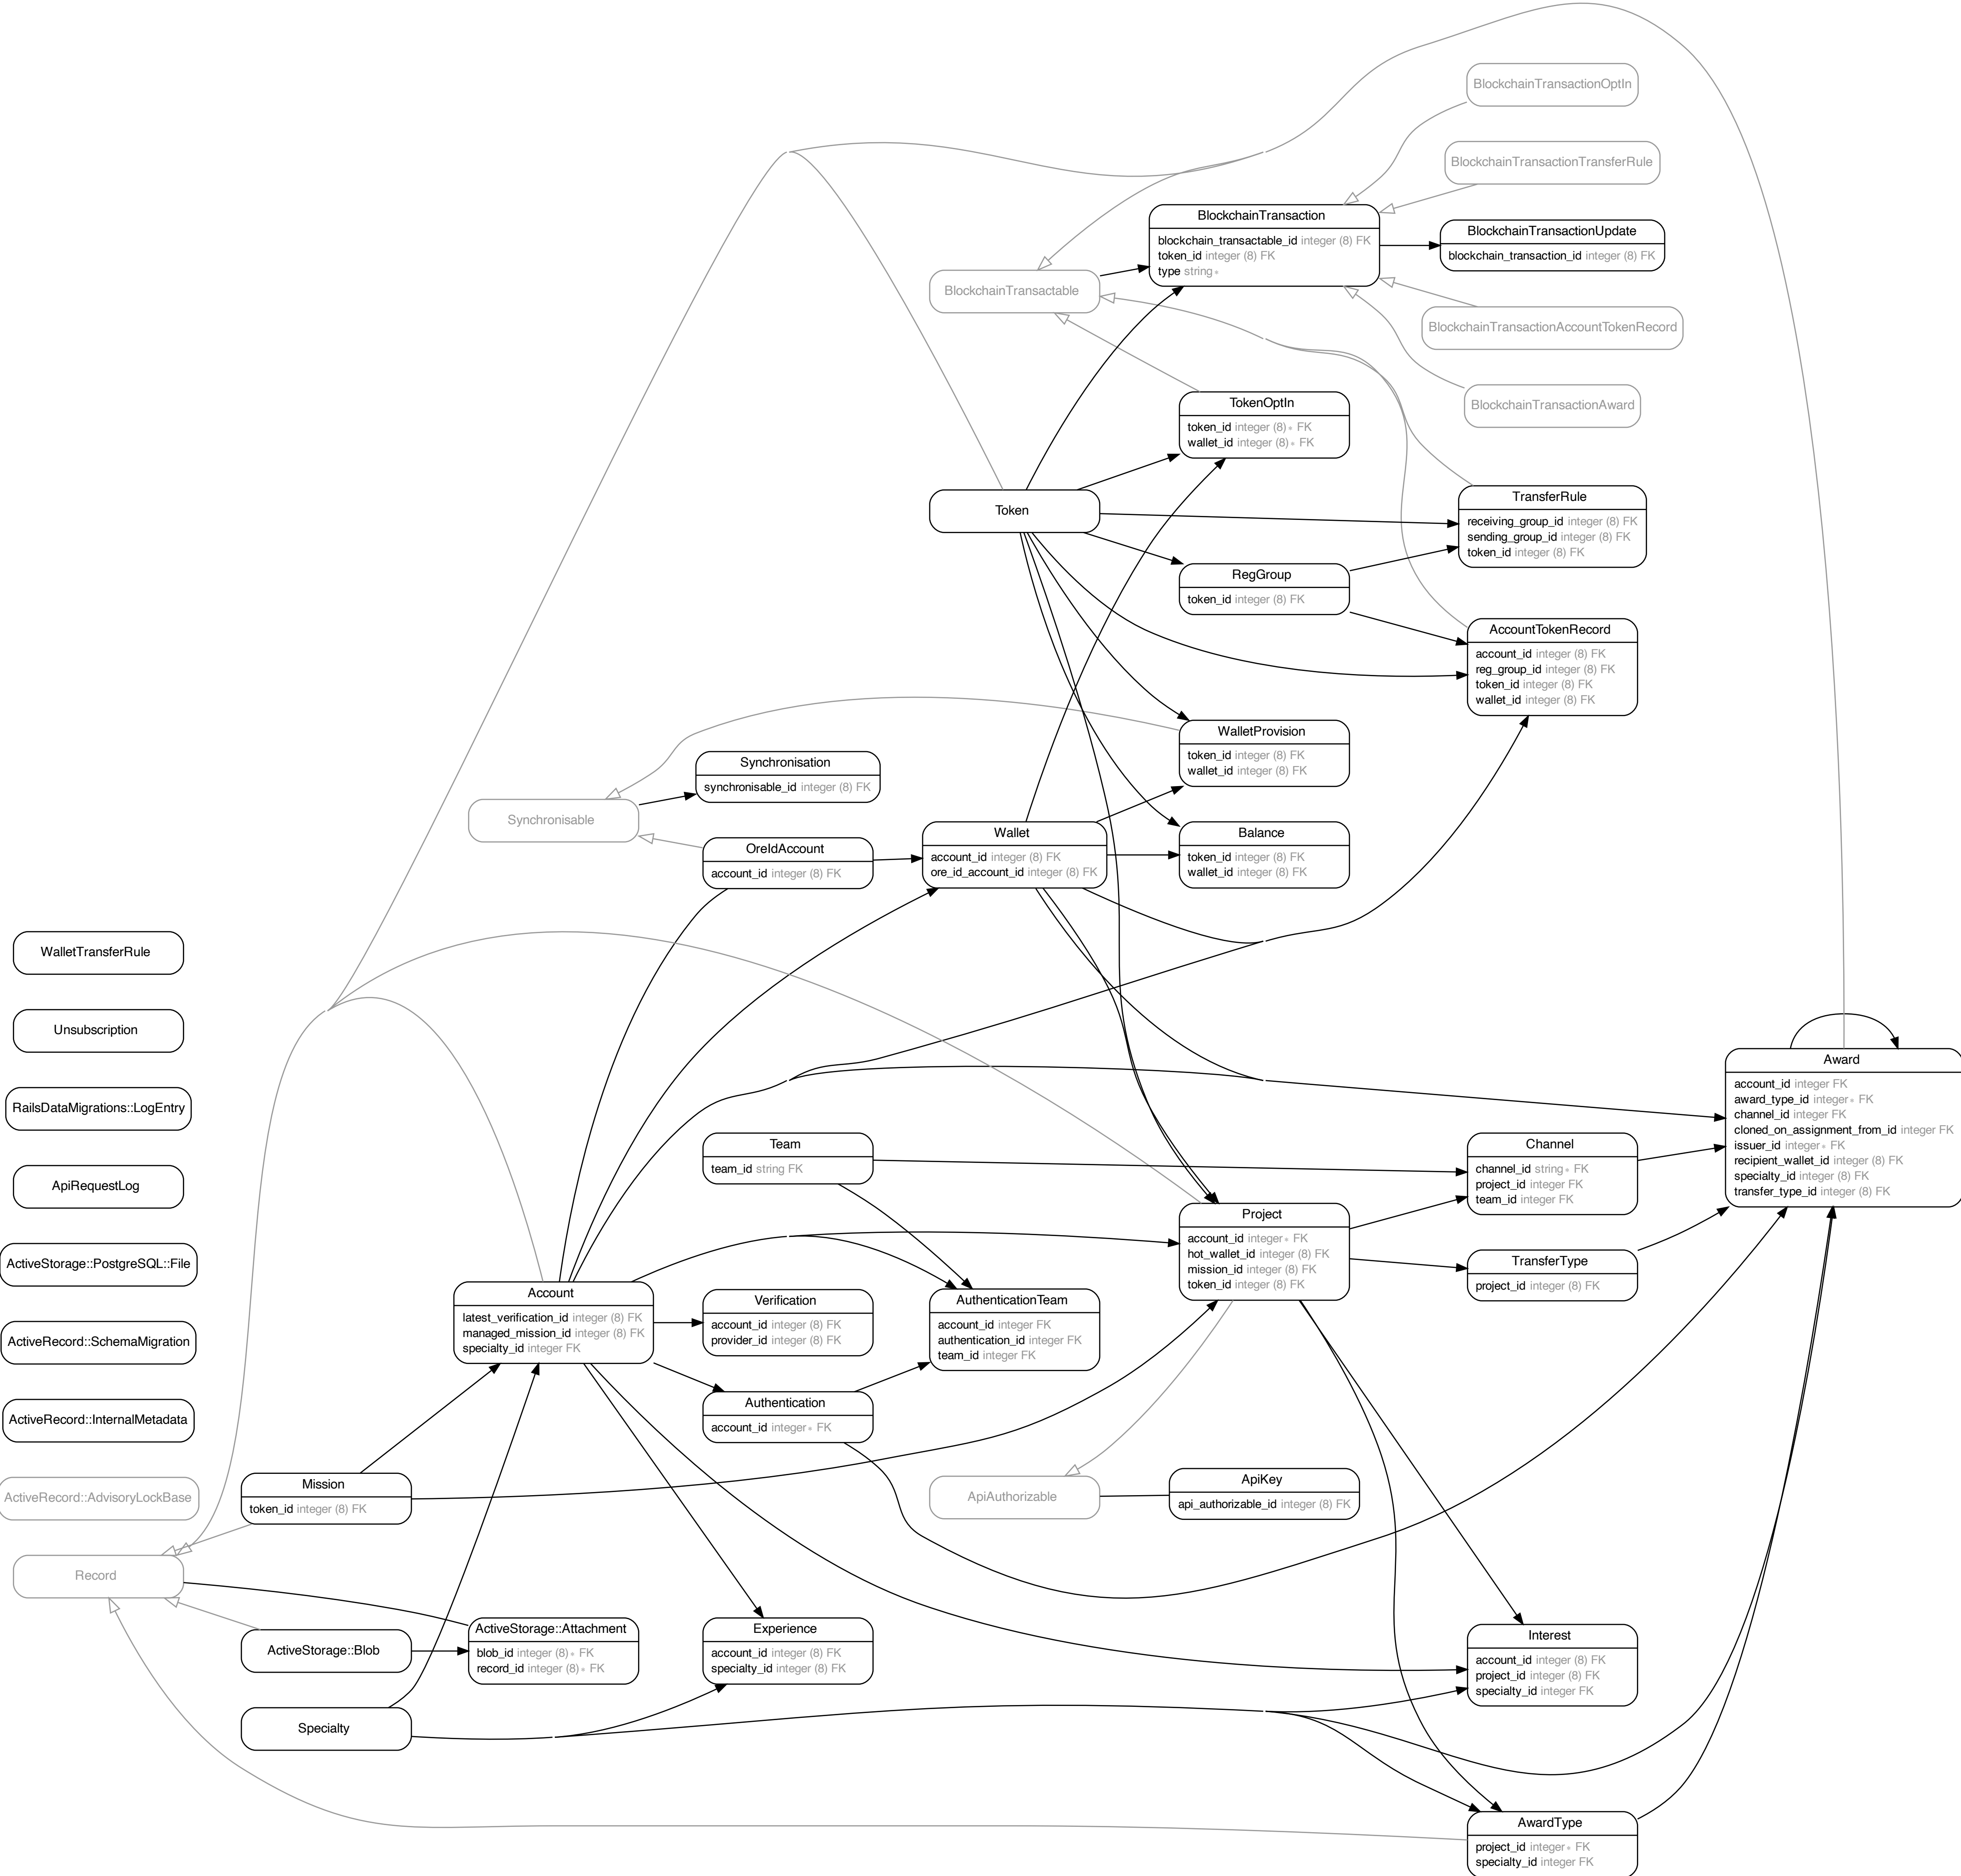 BlockchainTransactionOptIn
BlockchainTransactionTransferRule
BlockchainTransaction
blockchain_transactable_id integer (8) FK
token_id integer (8) FK
type string∗
BlockchainTransactionUpdate
blockchain_transaction_id integer (8) FK
BlockchainTransactable
BlockchainTransactionAccountTokenRecord
BlockchainTransactionAward
TokenOptIn
token_id integer (8)∗ FK
wallet_id integer (8)∗ FK
Token
TransferRule
receiving_group_id integer (8) FK
sending_group_id integer (8) FK
token_id integer (8) FK
RegGroup
token_id integer (8) FK
AccountTokenRecord
account_id integer (8) FK
reg_group_id integer (8) FK
token_id integer (8) FK
wallet_id integer (8) FK
WalletProvision
token_id integer (8) FK
wallet_id integer (8) FK
Synchronisation
synchronisable_id integer (8) FK
Synchronisable
OreIdAccount
account_id integer (8) FK
Wallet
account_id integer (8) FK
ore_id_account_id integer (8) FK
Balance
token_id integer (8) FK
wallet_id integer (8) FK
WalletTransferRule
Unsubscription
RailsDataMigrations::LogEntry
ApiRequestLog
ActiveStorage::PostgreSQL::File
ActiveRecord::SchemaMigration
ActiveRecord::InternalMetadata
ActiveRecord::AdvisoryLockBase
Record
Award
account_id integer FK
award_type_id integer∗ FK
channel_id integer FK
cloned_on_assignment_from_id integer FK
issuer_id integer∗ FK
recipient_wallet_id integer (8) FK
specialty_id integer (8) FK
transfer_type_id integer (8) FK
Team
team_id string FK
Channel
channel_id string∗ FK
project_id integer FK
team_id integer FK
Project
account_id integer∗ FK
hot_wallet_id integer (8) FK
mission_id integer (8) FK
token_id integer (8) FK
TransferType
project_id integer (8) FK
Account
latest_verification_id integer (8) FK
managed_mission_id integer (8) FK
specialty_id integer FK
Verification
account_id integer (8) FK
provider_id integer (8) FK
AuthenticationTeam
account_id integer FK
authentication_id integer FK
team_id integer FK
Authentication
account_id integer∗ FK
Mission
token_id integer (8) FK
ApiAuthorizable
ApiKey
api_authorizable_id integer (8) FK
ActiveStorage::Blob
ActiveStorage::Attachment
blob_id integer (8)∗ FK
record_id integer (8)∗ FK
Experience
account_id integer (8) FK
specialty_id integer (8) FK
Interest
account_id integer (8) FK
project_id integer (8) FK
specialty_id integer FK
Specialty
AwardType
project_id integer∗ FK
specialty_id integer FK